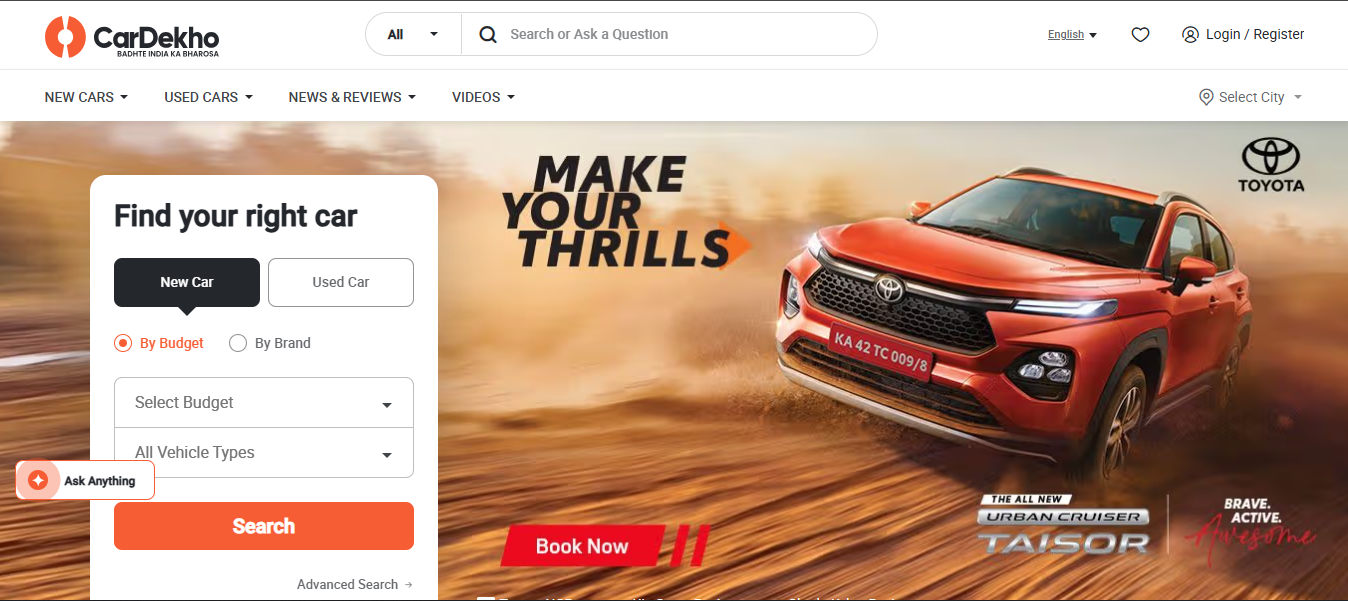 CarDekho
BADHTE INDIA KA BHAROSA
All
Search or Ask a Question
English
Login / Register
NEW CARS
USED CARS
NEWS & REVIEWS
VIDEOS
Select City
Find your right car
New Car
Used Car
By Budget
By Brand
Select Budget
All Vehicle Types
Ask Anything
Search
Advanced Search
MAKE
YOUR
THRILLS
TOYOTA
KA 42 TC 009/8
Book Now
THE ALL NEW
URBAN CRUISER
TAISOR
BRAVE.
ACTIVE.
Awesome